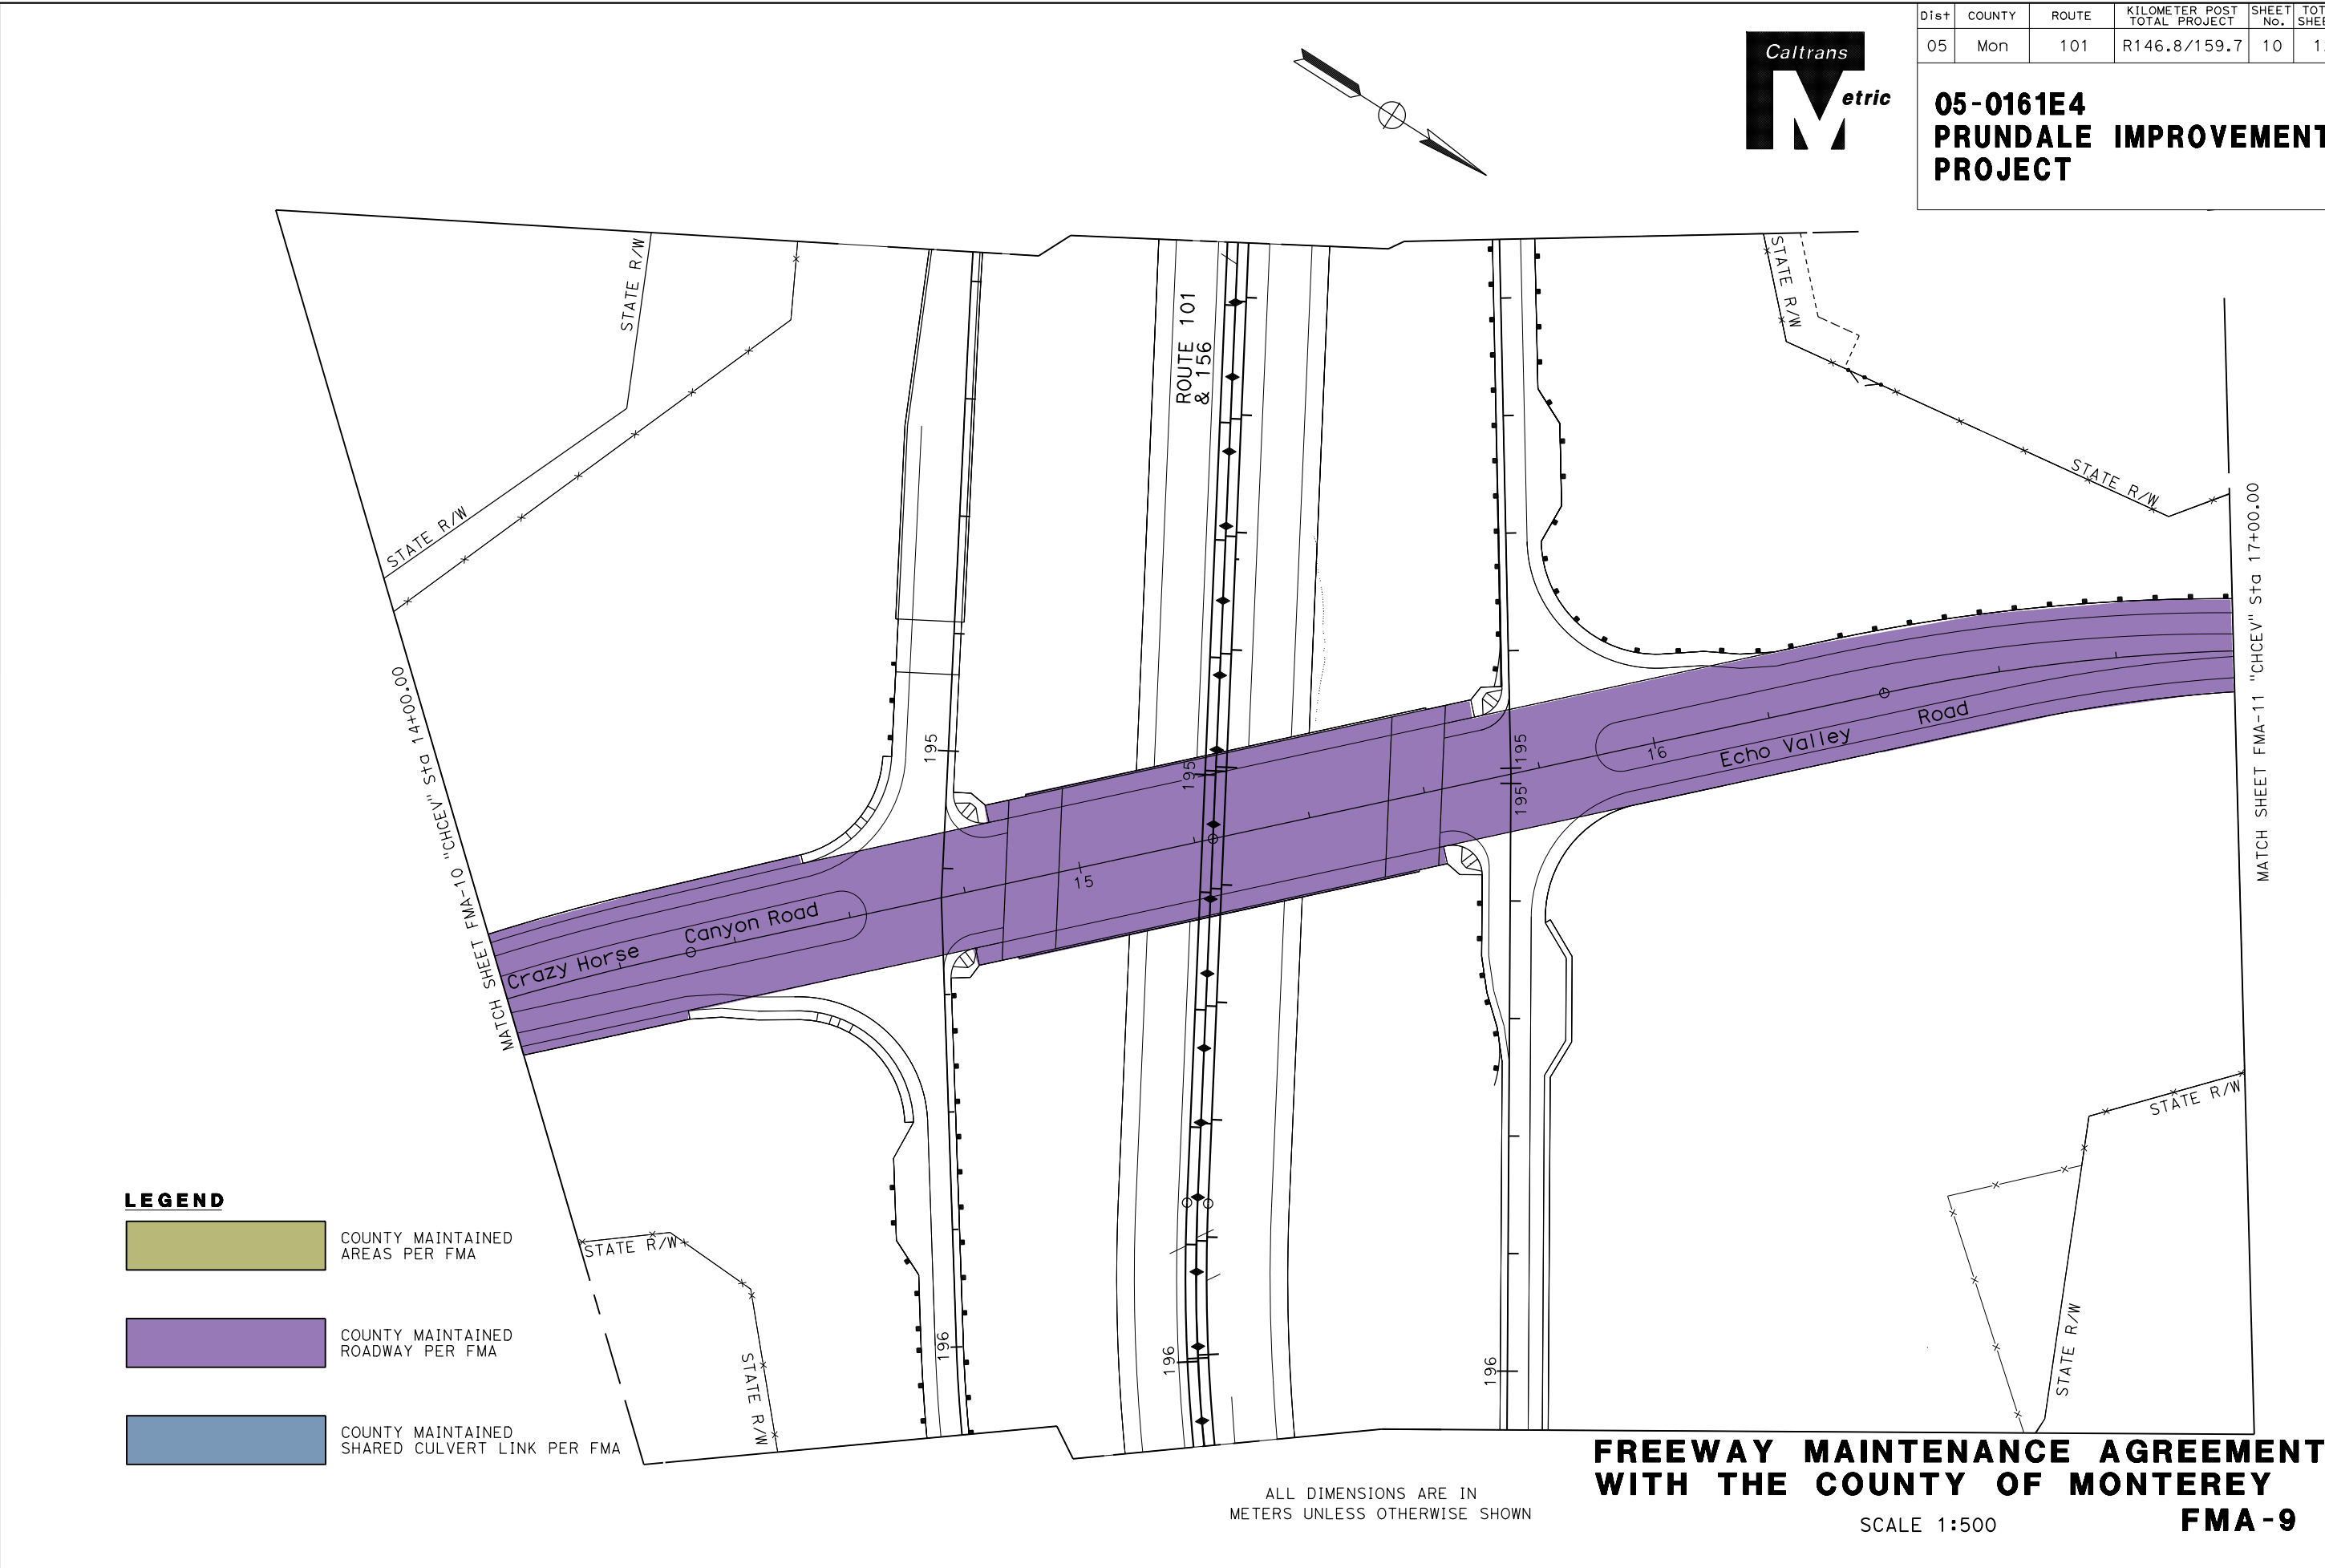 Dist COUNTY ROUTE KILOMETER POST TOTAL PROJECT SHEET No.
05 Mon 101 R146.8/159.7 10
Caltrans
Metric
05-0161E4
PRUNDALE IMPROVEMENT
PROJECT
STATE R/W
STATE R/W
ROUTE 101
& 156
STATE R/W
STATE R/W
MATCH SHEET FMA-10 "CHCEV" Sta 14+00.00
MATCH SHEET FMA-11 "CHCEV" Sta 17+00.00
195
195
195
195
16
15
Echo Valley Road
Crazy Horse Canyon Road
STATE R/W
STATE R/W
STATE R/W
STATE R/W
196
196
196
LEGEND
COUNTY MAINTAINED
AREAS PER FMA
COUNTY MAINTAINED
ROADWAY PER FMA
COUNTY MAINTAINED
SHARED CULVERT LINK PER FMA
ALL DIMENSIONS ARE IN
METERS UNLESS OTHERWISE SHOWN
FREEWAY MAINTENANCE AGREEMENT
WITH THE COUNTY OF MONTEREY
SCALE 1:500
FMA-9